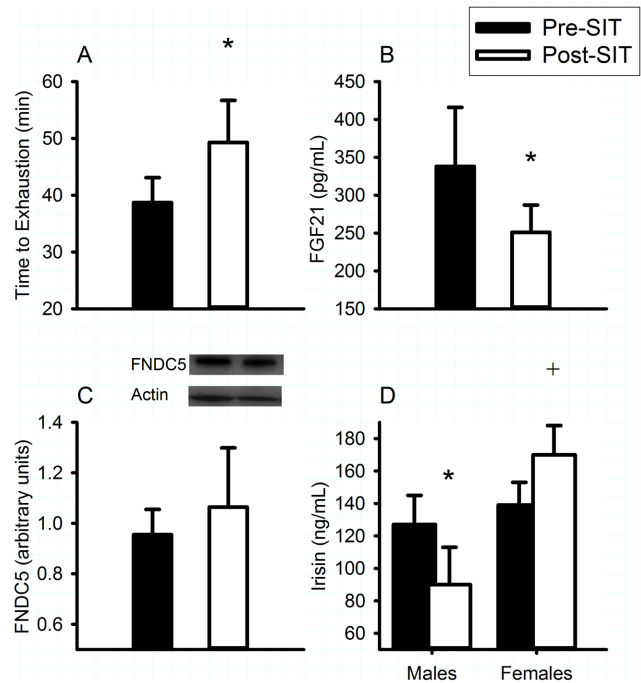 Pre-SIT
Post-SIT
A
*
Time to Exhaustion (min)
60
50
40
30
20
B
*
FGF21 (pg/mL)
450
400
350
300
250
200
150
FNDC5
Actin
C
FNDC5 (arbitrary units)
1.4
1.2
1.0
0.8
0.6
D
+
*
Irisin (ng/mL)
180
160
140
120
100
80
60
Males
Females